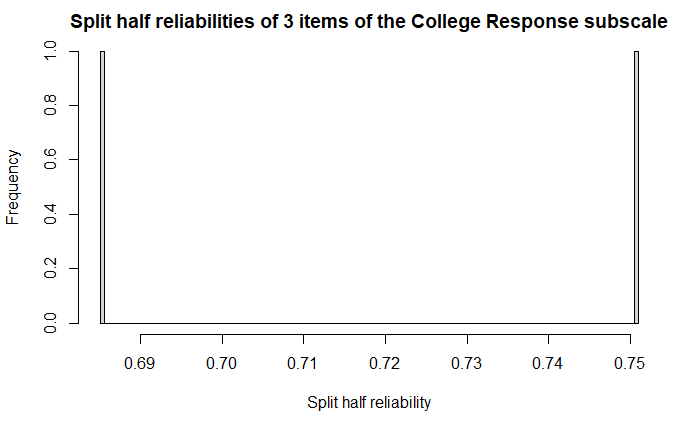 Split half reliabilities of 3 items of the College Response subscale
Frequency
1.0
0.8
0.6
0.4
0.2
0.0
0.69 0.70 0.71 0.72 0.73 0.74 0.75
Split half reliability